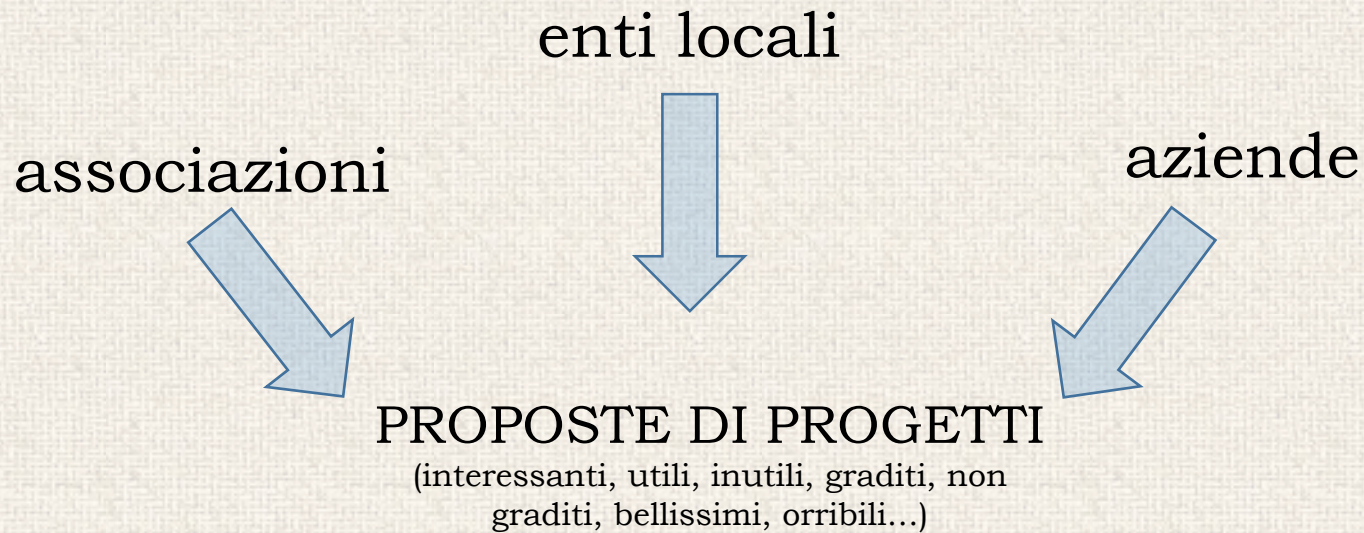 enti locali
associazioni
aziende
PROPOSTE DI PROGETTI
(interessanti, utili, inutili, graditi, non
graditi, bellissimi, orribili...)